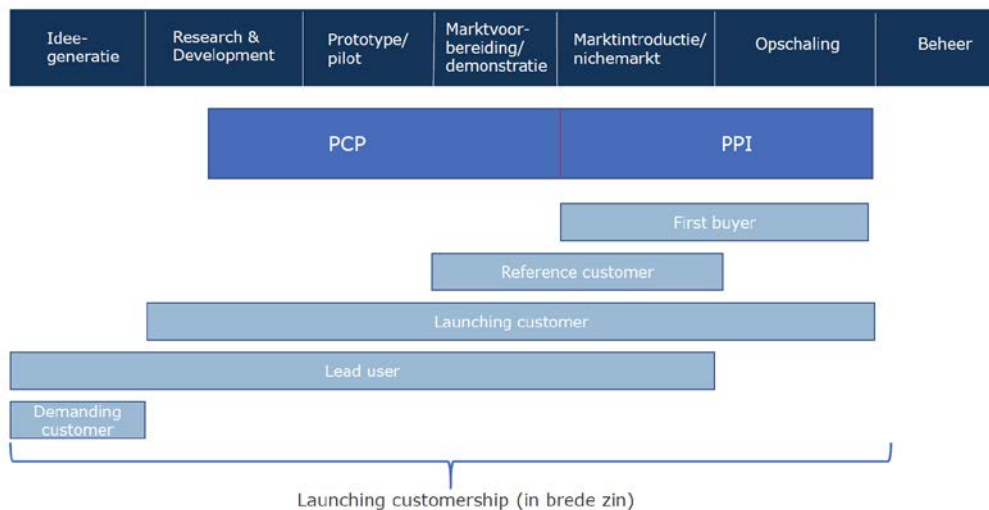 Idee-
generatie
Research &
Development
Prototype/
pilot
Marktvoor-
bereiding/
demonstratie
Marktintroductie/
nichemarkt
Opschaling
Beheer
PCP
PPI
First buyer
Reference customer
Launching customer
Lead user
Demanding
customer
Launching customership (in brede zin)